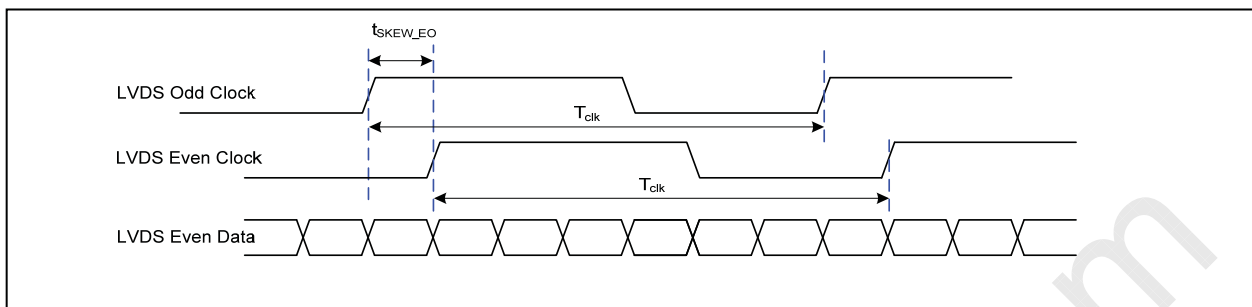 tSKEW_EO
LVDS Odd Clock
Tclk
LVDS Even Clock
Tclk
LVDS Even Data
m